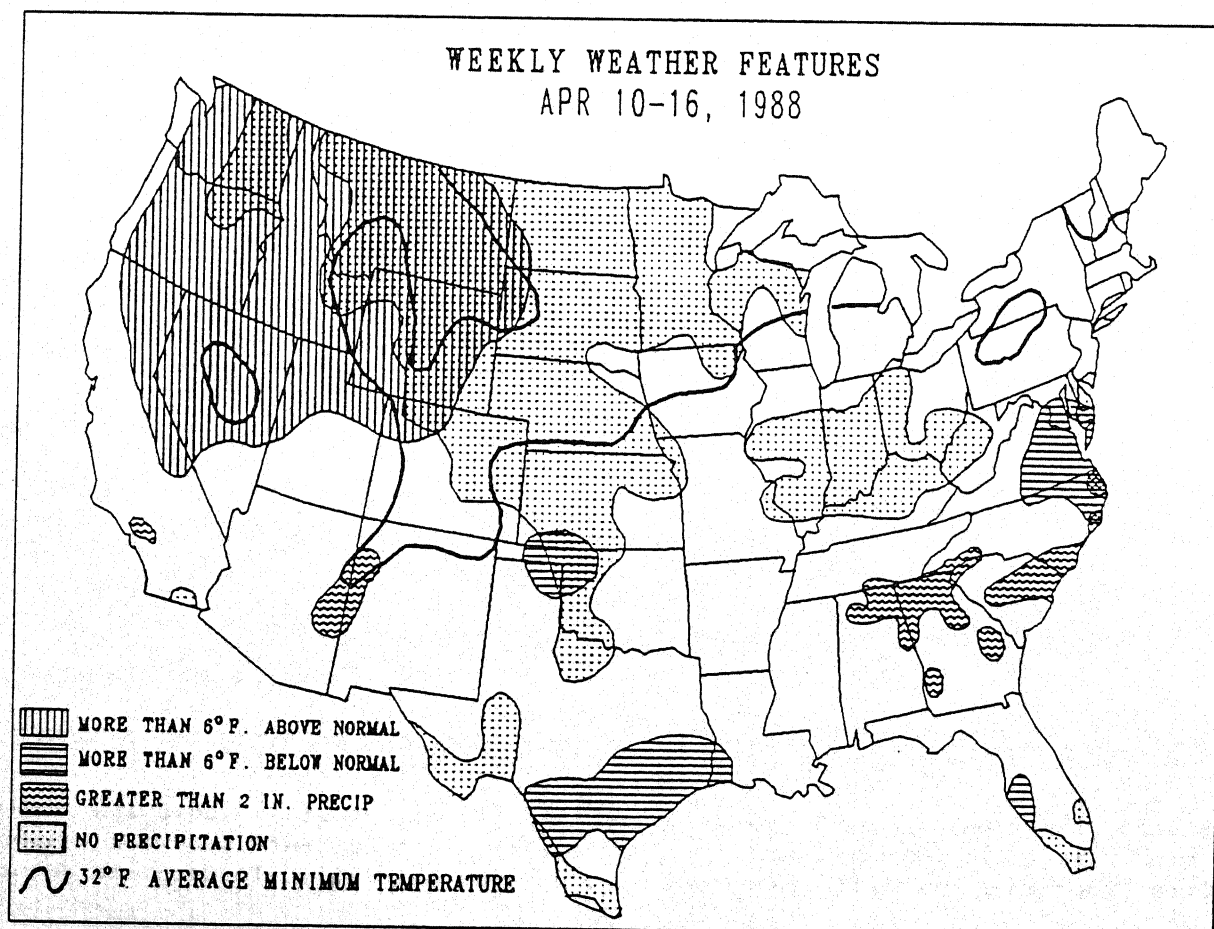 WEEKLY WEATHER FEATURES
APR 10-16, 1988
MORE THAN 6°F. ABOVE NORMAL
MORE THAN 6°F. BELOW NORMAL
GREATER THAN 2 IN. PRECIP
NO PRECIPITATION
32°F AVERAGE MINIMUM TEMPERATURE